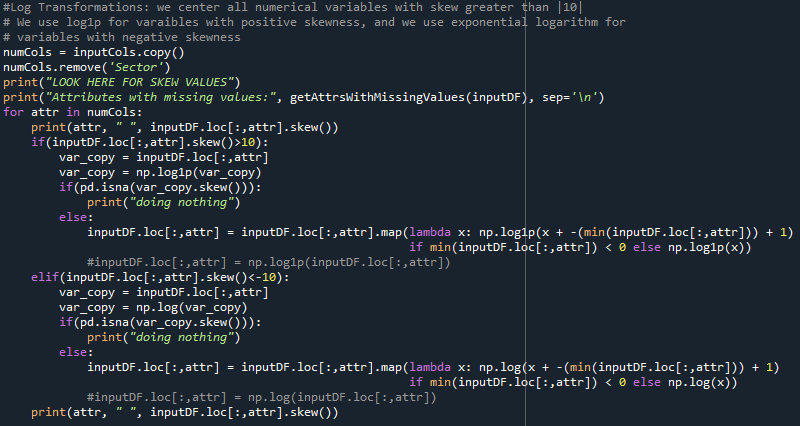 #Log Transformations: we center all numerical variables with skew greater than |10|
# We use log1p for varaibles with positive skewness, and we use exponential logarithm for
# variables with negative skewness
numCols = inputCols.copy()
numCols.remove('Sector')
print("LOOK HERE FOR SKEW VALUES")
print("Attributes with missing values:", getAttrsWithMissingValues(inputDF), sep='\n')
for attr in numCols:
    print(attr, " ", inputDF.loc[:,attr].skew())
    if(inputDF.loc[:,attr].skew()>10):
        var_copy = inputDF.loc[:,attr]
        var_copy = np.log1p(var_copy)
        if(pd.isna(var_copy.skew())):
            print("doing nothing")
        else:
            inputDF.loc[:,attr] = inputDF.loc[:,attr].map(lambda x: np.log1p(x + -(min(inputDF.loc[:,attr])) + 1)
                                                          if min(inputDF.loc[:,attr]) < 0 else np.log1p(x))
            #inputDF.loc[:,attr] = np.log1p(inputDF.loc[:,attr])
    elif(inputDF.loc[:,attr].skew()<-10):
        var_copy = inputDF.loc[:,attr]
        var_copy = np.log(var_copy)
        if(pd.isna(var_copy.skew())):
            print("doing nothing")
        else:
            inputDF.loc[:,attr] = inputDF.loc[:,attr].map(lambda x: np.log(x + -(min(inputDF.loc[:,attr])) + 1)
                                                          if min(inputDF.loc[:,attr]) < 0 else np.log(x))
            #inputDF.loc[:,attr] = np.log(inputDF.loc[:,attr])
    print(attr, " ", inputDF.loc[:,attr].skew())